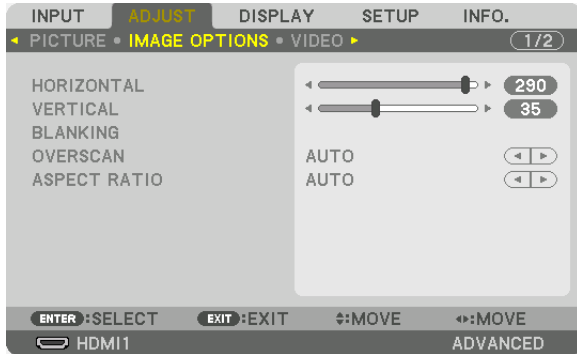 INPUT ADJUST DISPLAY SETUP INFO.
PICTURE • IMAGE OPTIONS • VIDEO 1/2
HORIZONTAL 290
VERTICAL 35
BLANKING
OVERSCAN AUTO
ASPECT RATIO AUTO
ENTER :SELECT EXIT :EXIT :MOVE :MOVE
HDMI1 ADVANCED